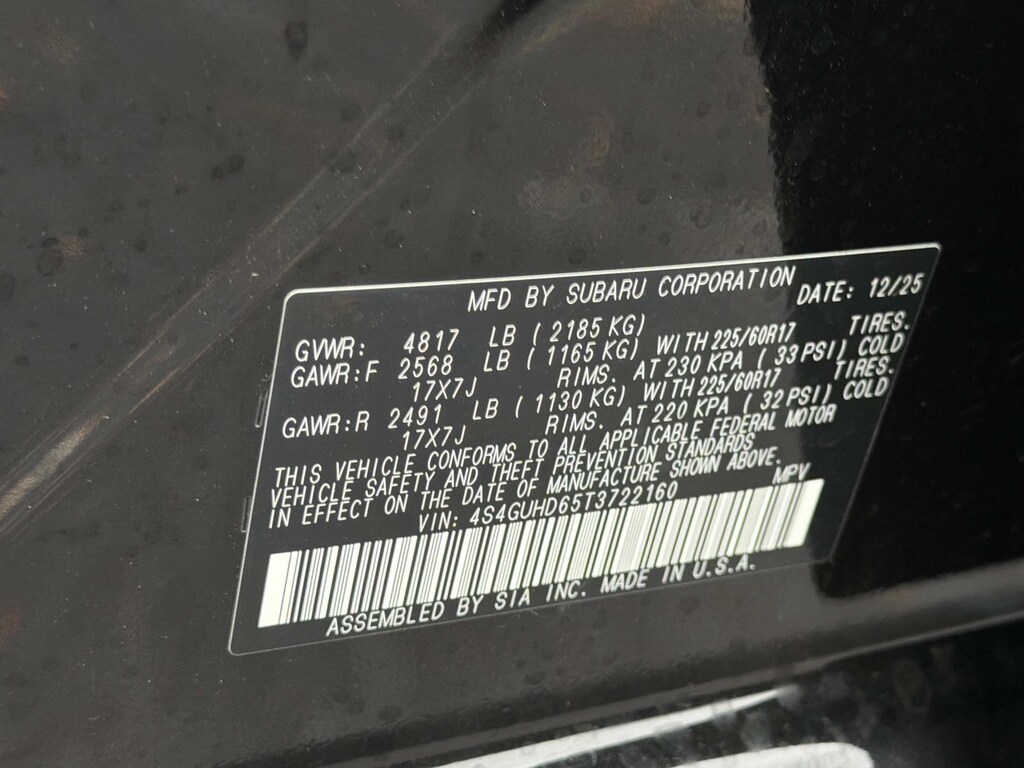 MFD BY SUBARU CORPORATION DATE: 12/25
GVWR: 4817 LB (2185 KG)
GAWR:F 2568 LB (1165 KG) WITH 225/60R17 TIRES.
17X7J RIMS. AT 230 KPA (33 PSI) COLD
GAWR:R 2491 LB (1130 KG) WITH 225/60R17 TIRES.
17X7J RIMS. AT 220 KPA (32 PSI) COLD
THIS VEHICLE CONFORMS TO ALL APPLICABLE FEDERAL MOTOR
VEHICLE SAFETY AND THEFT PREVENTION STANDARDS
IN EFFECT ON THE DATE OF MANUFACTURE SHOWN ABOVE.
VIN: 4S4GUHD65T3722160 MPV
ASSEMBLED BY SIA INC. MADE IN U.S.A.